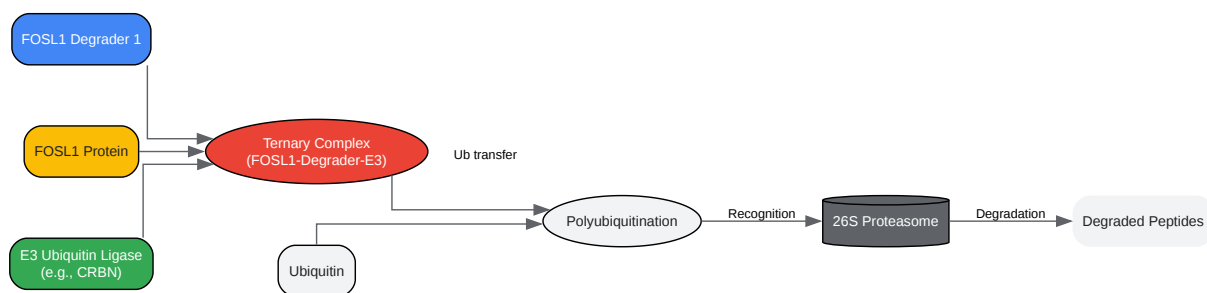 FOSL1 Degrader 1
FOSL1 Protein
E3 Ubiquitin Ligase
(e.g., CRBN)
Ternary Complex
(FOSL1-Degrader-E3)
Ubiquitin
Ub transfer
Polyubiquitination
Recognition
26S Proteasome
Degradation
Degraded Peptides